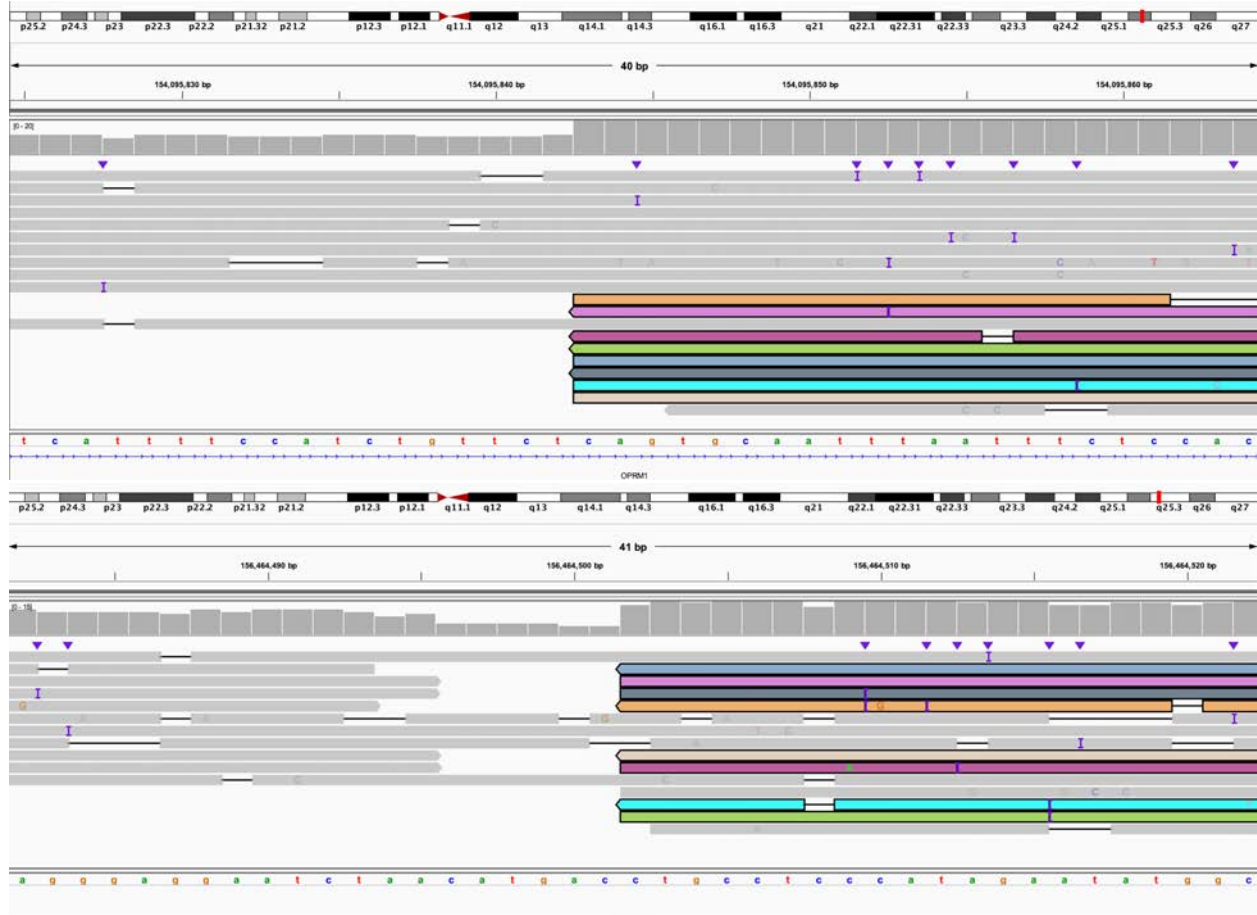 p25.2 p24.3 p23 p22.3 p22.2 p21.32 p21.2 p12.3 p12.1 q11.1 q12 q13 q14.1 q14.3 q16.1 q16.3 q21 q22.1 q22.31 q22.33 q23.3 q24.2 q25.1 q25.3 q26 q27
40 bp
154,095,830 bp 154,095,840 bp 154,095,850 bp 154,095,860 bp
[0 - 20]
C
C
I I
I
C
I C I
I
A T A T C I C A T G
C C
I
C
C C
t c a t t t t c c a t c t g t t c t c a g t g c a a t t t a a t t t c t c c a c
OPRM1
p25.2 p24.3 p23 p22.3 p22.2 p21.32 p21.2 p12.3 p12.1 q11.1 q12 q13 q14.1 q14.3 q16.1 q16.3 q21 q22.1 q22.31 q22.33 q23.3 q24.2 q25.1 q25.3 q26 q27
41 bp
156,464,490 bp 156,464,500 bp 156,464,510 bp 156,464,520 bp
[0 - 15]
I
I
G G
A A G A I
I T G
A I
C C
G C C
A
a g g g a g g a a t c t a a c a t g a c c t g c c t c c c a t a g a a t a t g g c